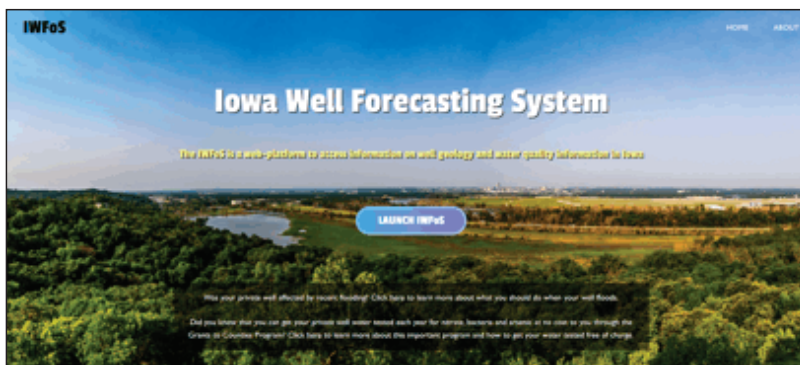 IWFoS
HOME ABOUT
Iowa Well Forecasting System
The IWFoS is a web-platform to access information on well geology and water quality information in Iowa
LAUNCH IWFoS
Was your private well affected by recent flooding? Click here to learn more about what you should do when your well floods.
Did you know that you can get your private well water tested each year for nitrate, bacteria and arsenic at no cost to you through the
Grants to Counties Program? Click here to learn more about this important program and how to get your water tested free of charge.